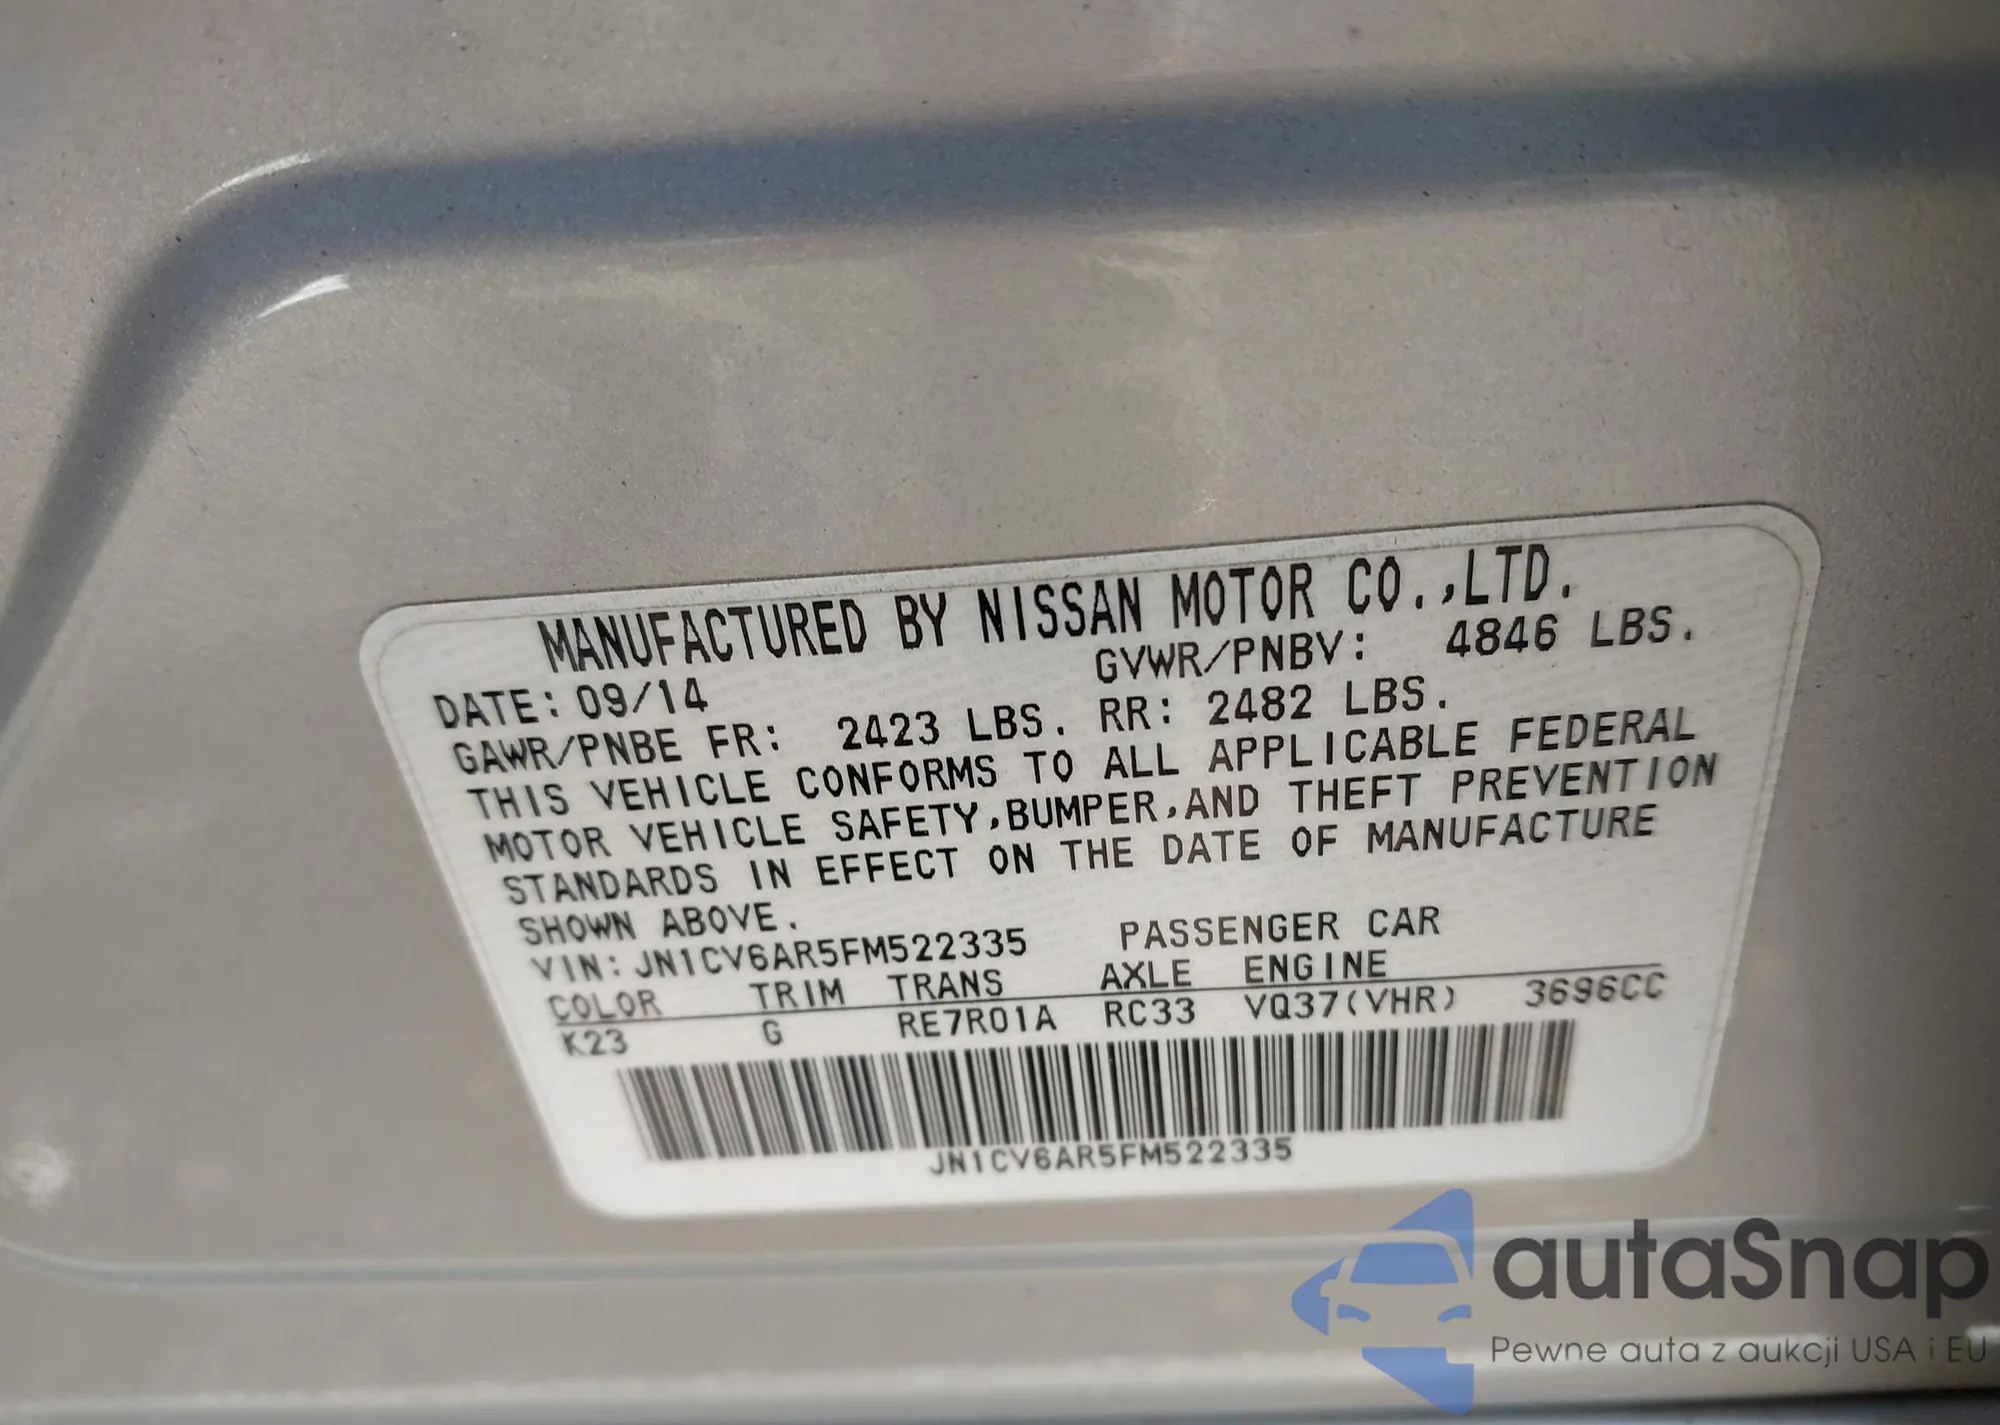 MANUFACTURED BY NISSAN MOTOR CO.,LTD.
DATE: 09/14 GVWR/PNBV: 4846 LBS.
GAWR/PNBE FR: 2423 LBS. RR: 2482 LBS.
THIS VEHICLE CONFORMS TO ALL APPLICABLE FEDERAL
MOTOR VEHICLE SAFETY,BUMPER,AND THEFT PREVENTION
STANDARDS IN EFFECT ON THE DATE OF MANUFACTURE
SHOWN ABOVE.
VIN: JN1CV6AR5FM522335 PASSENGER CAR
COLOR TRIM TRANS AXLE ENGINE
K23 G RE7R01A RC33 VQ37(VHR) 3696CC
JN1CV6AR5FM522335
autaSnap
Pewne auta z aukcji USA i EU